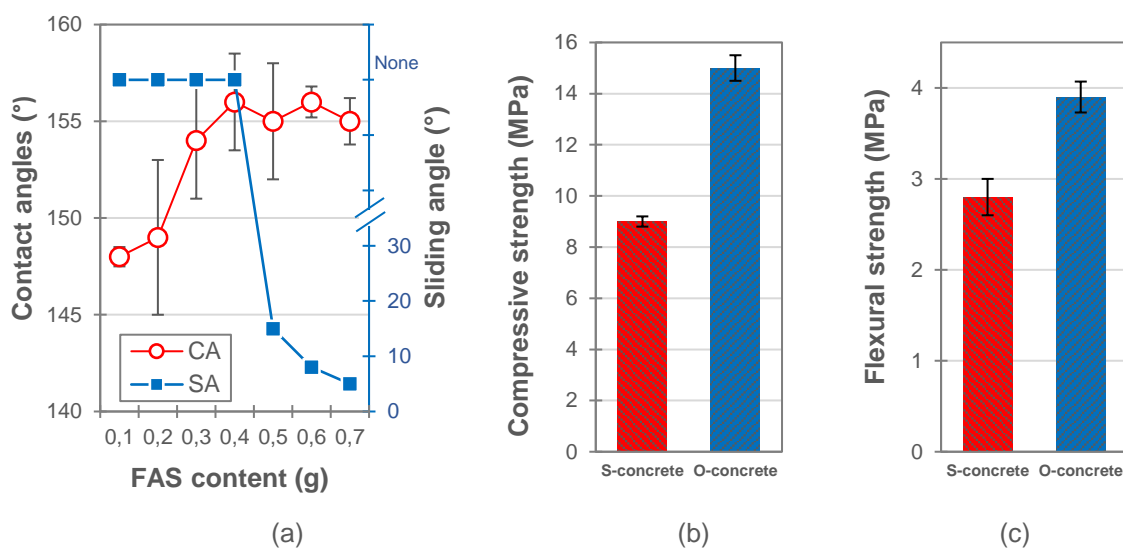 160
155
150
145
140
Contact angles (°)
None
30
20
10
0
Sliding angle (°)
CA
SA
0,1 0,2 0,3 0,4 0,5 0,6 0,7
FAS content (g)
(a)
16
14
12
10
8
6
4
2
0
Compressive strength (MPa)
S-concrete O-concrete
(b)
4
3
2
1
0
Flexural strength (MPa)
S-concrete O-concrete
(c)